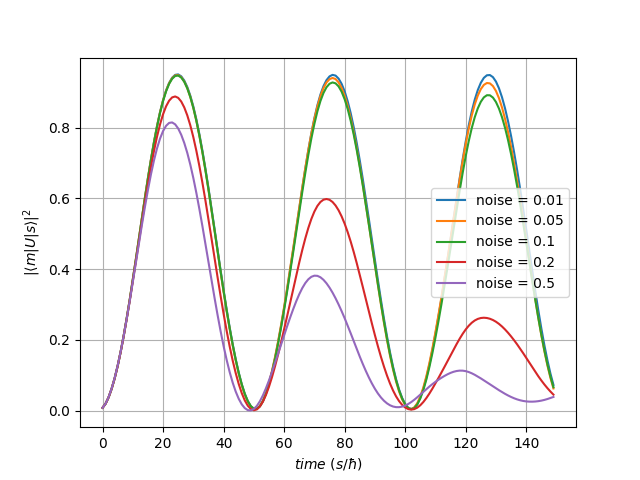 |⟨m|U|s⟩|²
0.8
0.6
0.4
0.2
0.0
noise = 0.01
noise = 0.05
noise = 0.1
noise = 0.2
noise = 0.5
0 20 40 60 80 100 120 140
time (s/ħ)